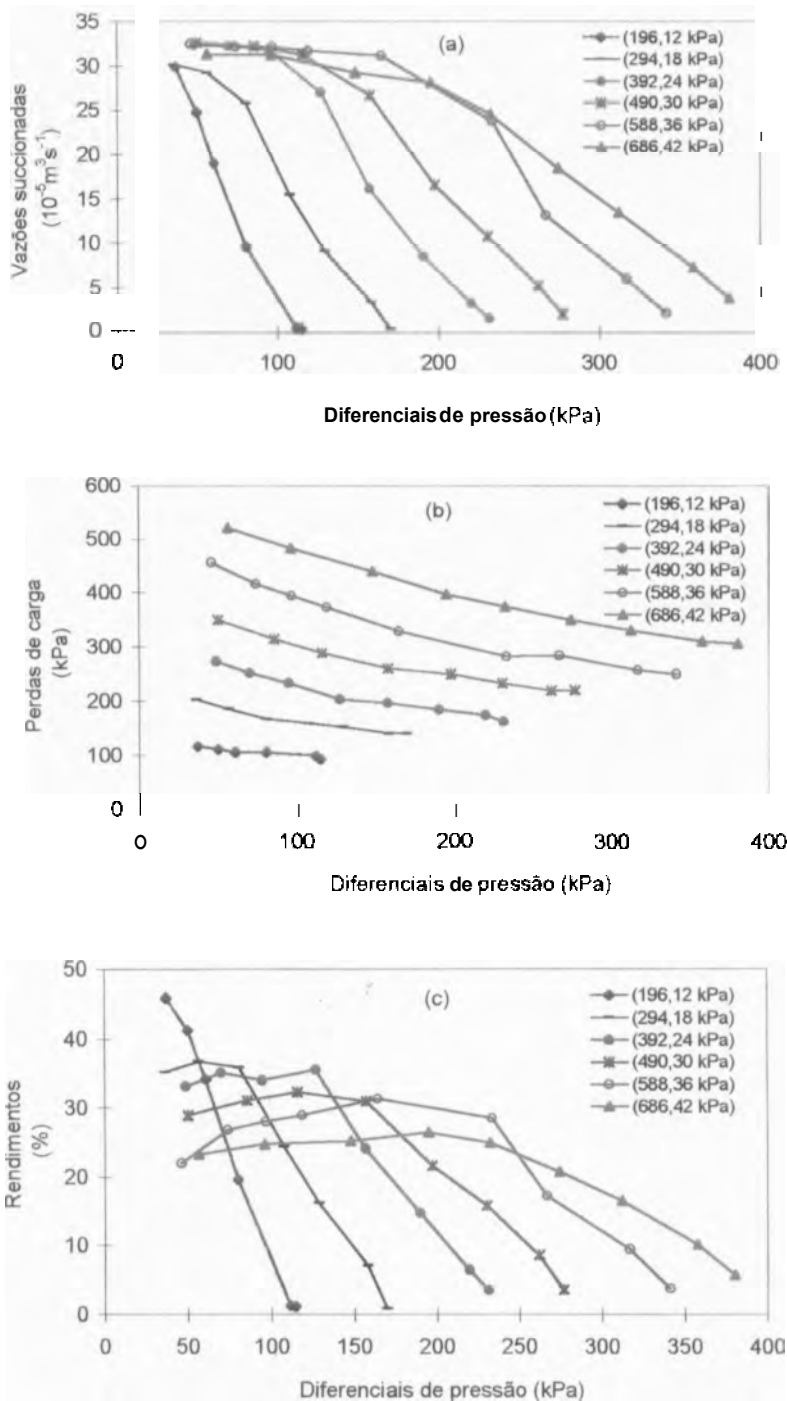 (a)
Vazões succionadas
(10⁻⁵m³s⁻¹)
35
30
25
20
15
10
5
0
(196,12 kPa)
(294,18 kPa)
(392,24 kPa)
(490,30 kPa)
(588,36 kPa)
(686,42 kPa)
0 100 200 300 400
Diferenciais de pressão (kPa)
(b)
Perdas de carga
(kPa)
600
500
400
300
200
100
0
(196,12 kPa)
(294,18 kPa)
(392,24 kPa)
(490,30 kPa)
(588,36 kPa)
(686,42 kPa)
0 100 200 300 400
Diferenciais de pressão (kPa)
(c)
Rendimentos
(%)
50
40
30
20
10
0
(196,12 kPa)
(294,18 kPa)
(392,24 kPa)
(490,30 kPa)
(588,36 kPa)
(686,42 kPa)
0 50 100 150 200 250 300 350 400
Diferenciais de pressão (kPa)